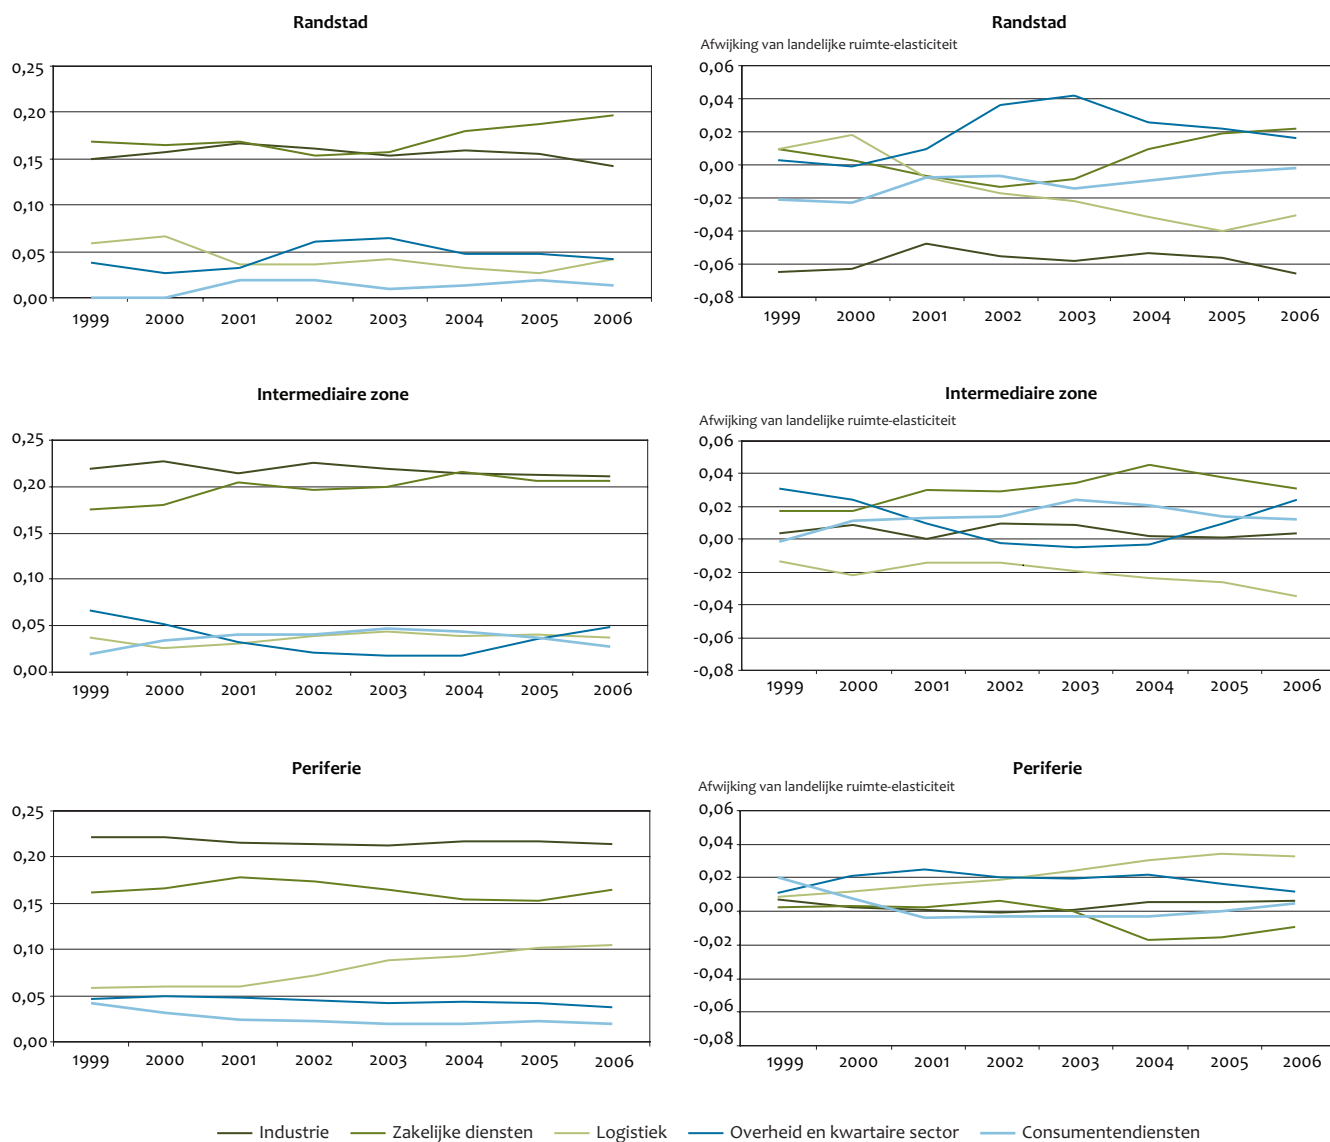 Randstad
0,25
0,20
0,15
0,10
0,05
0,00
1999 2000 2001 2002 2003 2004 2005 2006
Randstad
Afwijking van landelijke ruimte-elasticiteit
0,06
0,04
0,02
0,00
-0,02
-0,04
-0,06
-0,08
1999 2000 2001 2002 2003 2004 2005 2006
Intermediaire zone
0,25
0,20
0,15
0,10
0,05
0,00
1999 2000 2001 2002 2003 2004 2005 2006
Intermediaire zone
Afwijking van landelijke ruimte-elasticiteit
0,06
0,04
0,02
0,00
-0,02
-0,04
-0,06
-0,08
1999 2000 2001 2002 2003 2004 2005 2006
Periferie
0,25
0,20
0,15
0,10
0,05
0,00
1999 2000 2001 2002 2003 2004 2005 2006
Periferie
Afwijking van landelijke ruimte-elasticiteit
0,06
0,04
0,02
0,00
-0,02
-0,04
-0,06
-0,08
1999 2000 2001 2002 2003 2004 2005 2006
Industrie Zakelijke diensten Logistiek Overheid en kwartaire sector Consumentendiensten